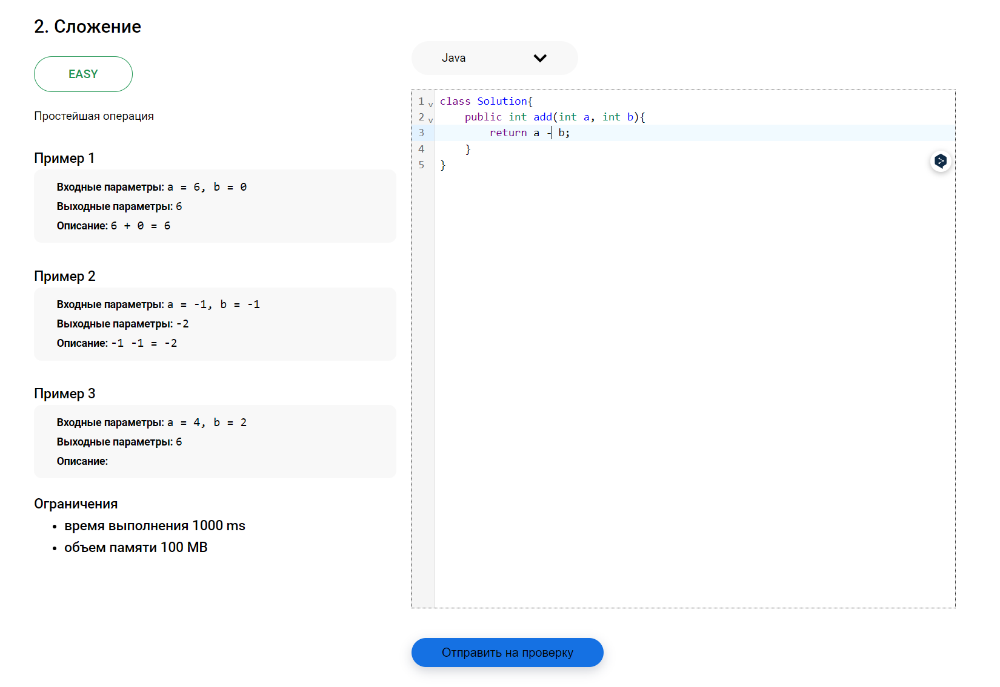 2. Сложение
EASY
Простейшая операция
Пример 1
Входные параметры: a = 6, b = 0
Выходные параметры: 6
Описание: 6 + 0 = 6
Пример 2
Входные параметры: a = -1, b = -1
Выходные параметры: -2
Описание: -1 -1 = -2
Пример 3
Входные параметры: a = 4, b = 2
Выходные параметры: 6
Описание:
Ограничения
• время выполнения 1000 ms
• объем памяти 100 MB
Java
1 class Solution{
2     public int add(int a, int b){
3         return a - b;
4     }
5 }
Отправить на проверку